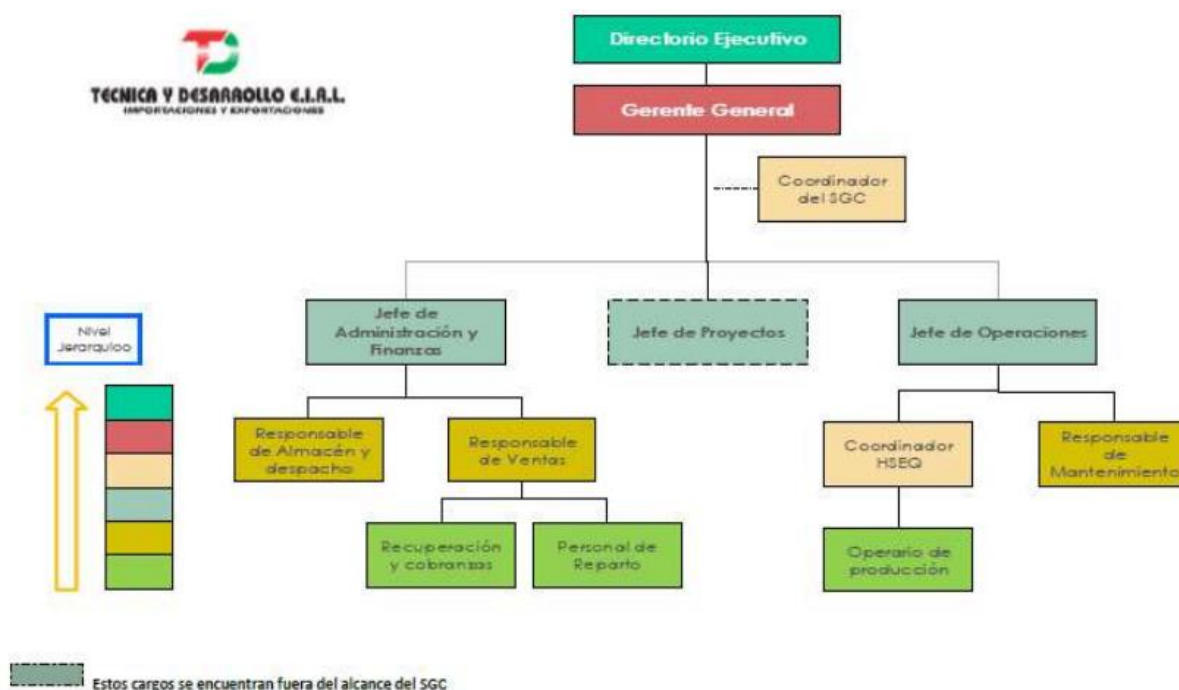 TECNICA Y DESARROLLO E.I.R.L.
IMPORTACIONES Y EXPORTACIONES
Directorio Ejecutivo
Gerente General
Coordinador
del SGC
Jefe de
Administración y
Finanzas
Jefe de Proyectos
Jefe de Operaciones
Nivel
Jerarquico
Responsable
de Almacén y
despacho
Responsable
de Ventas
Coordinador
HSEQ
Responsable
de
Mantenimiento
Recuperación
y cobranzas
Personal de
Reparto
Operario de
producción
Estos cargos se encuentran fuera del alcance del SGC